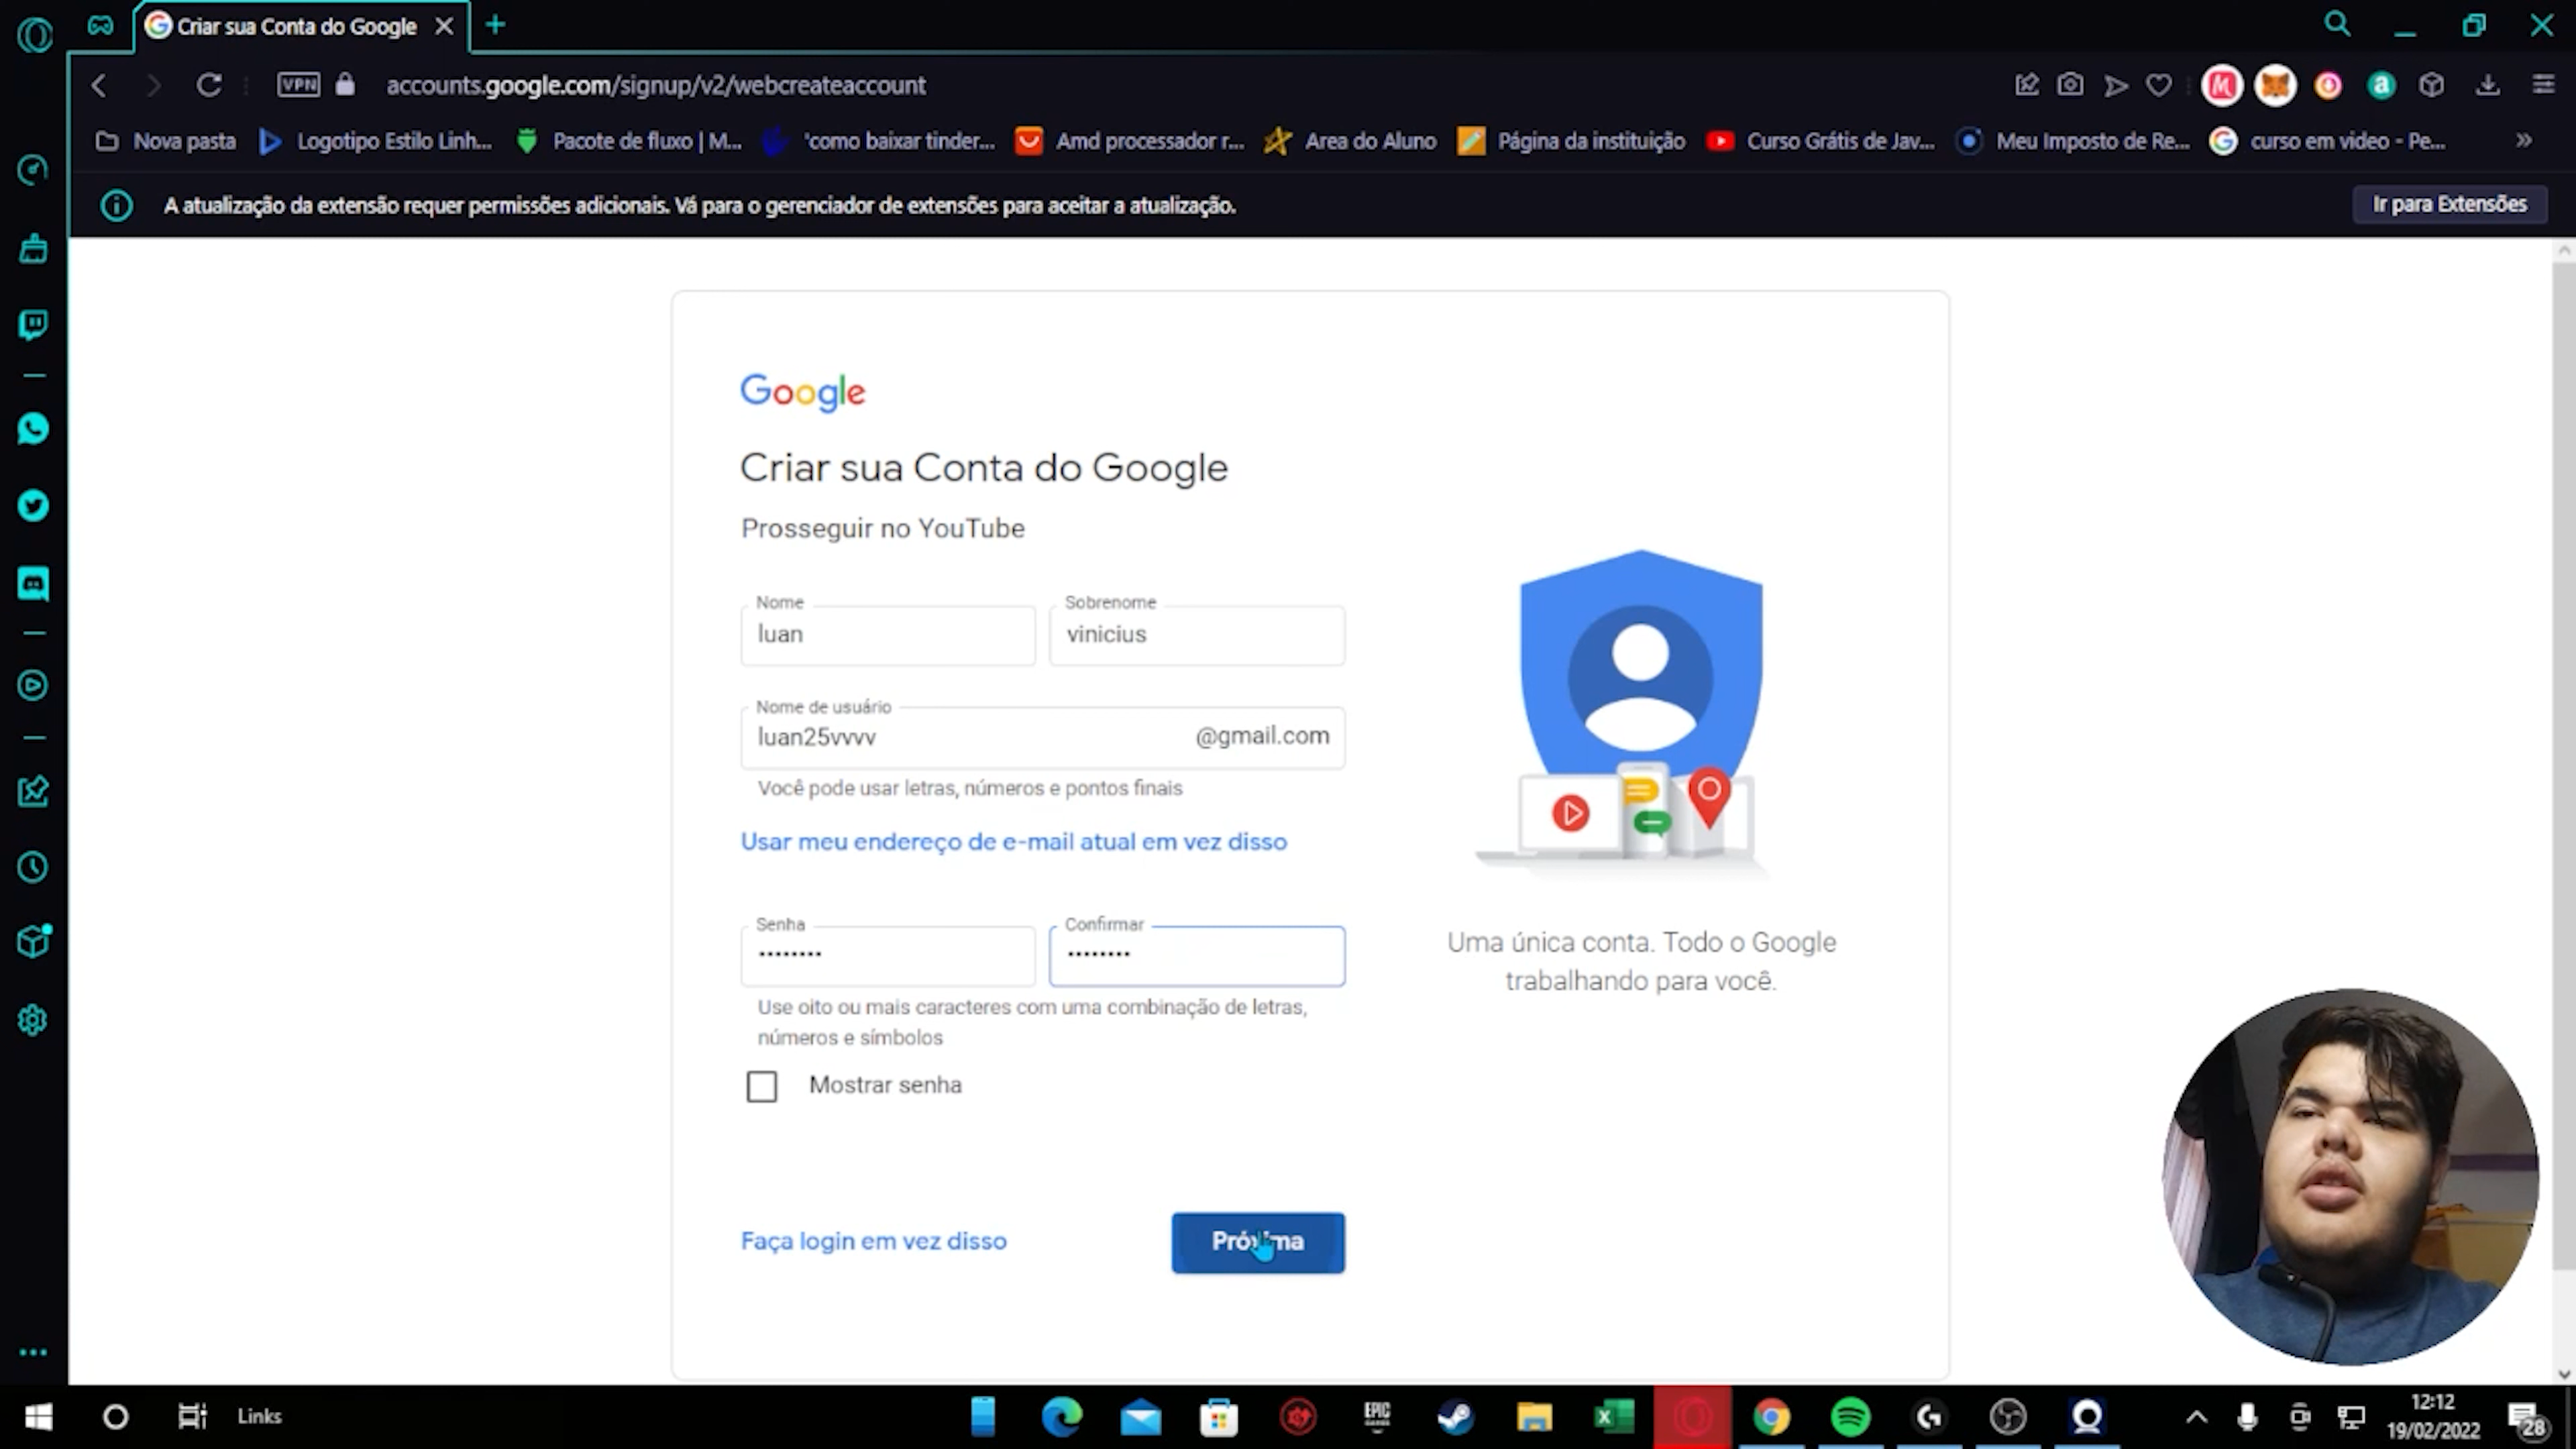 Criar sua Conta do Google
VPN
accounts.google.com/signup/v2/webcreateaccount
Nova pasta
Logotipo Estilo Linh...
Pacote de fluxo | M...
'como baixar tinder...
Amd processador r...
Area do Aluno
Página da instituição
Curso Grátis de Jav...
Meu Imposto de Re...
curso em video - Pe...
A atualização da extensão requer permissões adicionais. Vá para o gerenciador de extensões para aceitar a atualização.
Ir para Extensões
Google
Criar sua Conta do Google
Prosseguir no YouTube
Nome
luan
Sobrenome
vinicius
Nome de usuário
luan25vvvv
@gmail.com
Você pode usar letras, números e pontos finais
Usar meu endereço de e-mail atual em vez disso
Senha
••••••••
Confirmar
••••••••
Use oito ou mais caracteres com uma combinação de letras,
números e símbolos
Mostrar senha
Faça login em vez disso
Próxima
Uma única conta. Todo o Google
trabalhando para você.
Links
EPIC
12:12
19/02/2022
28